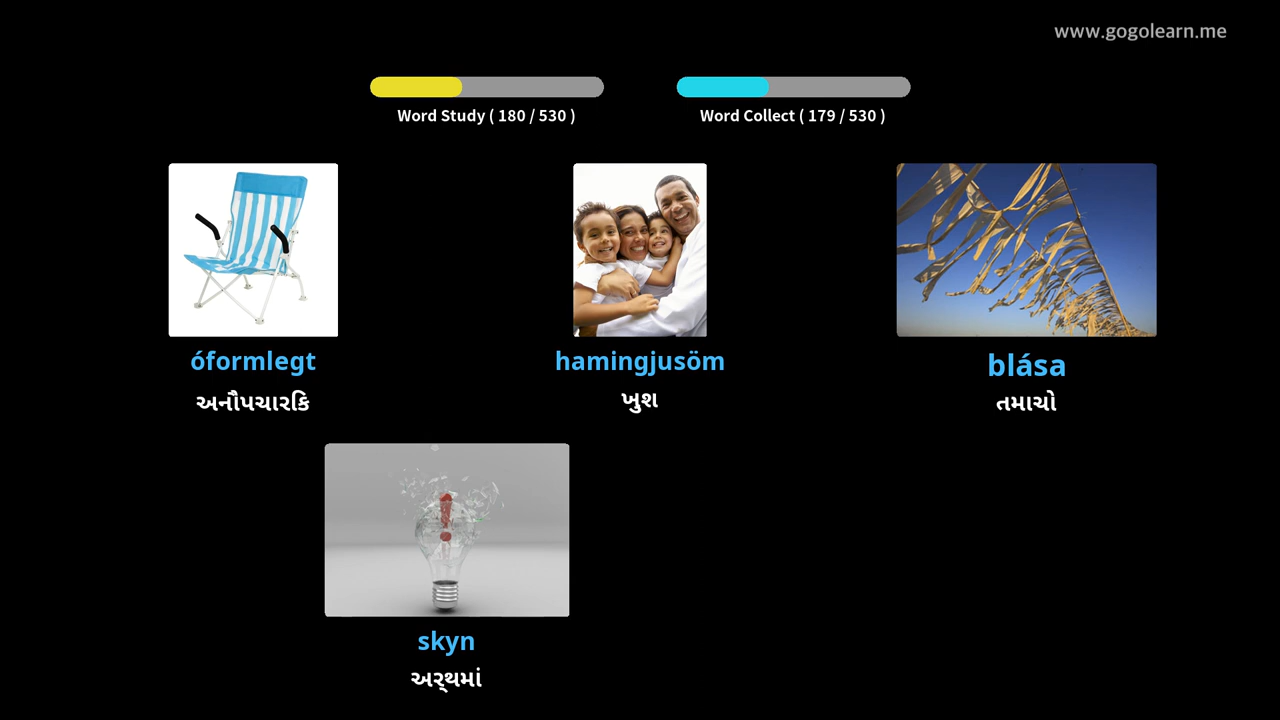 www.gogolearn.me
Word Study ( 180 / 530 )
Word Collect ( 179 / 530 )
óformlegt
hamingjusöm
blása
અનૌપચારિક
ખુશ
તમાચો
skyn
અર્થમાં